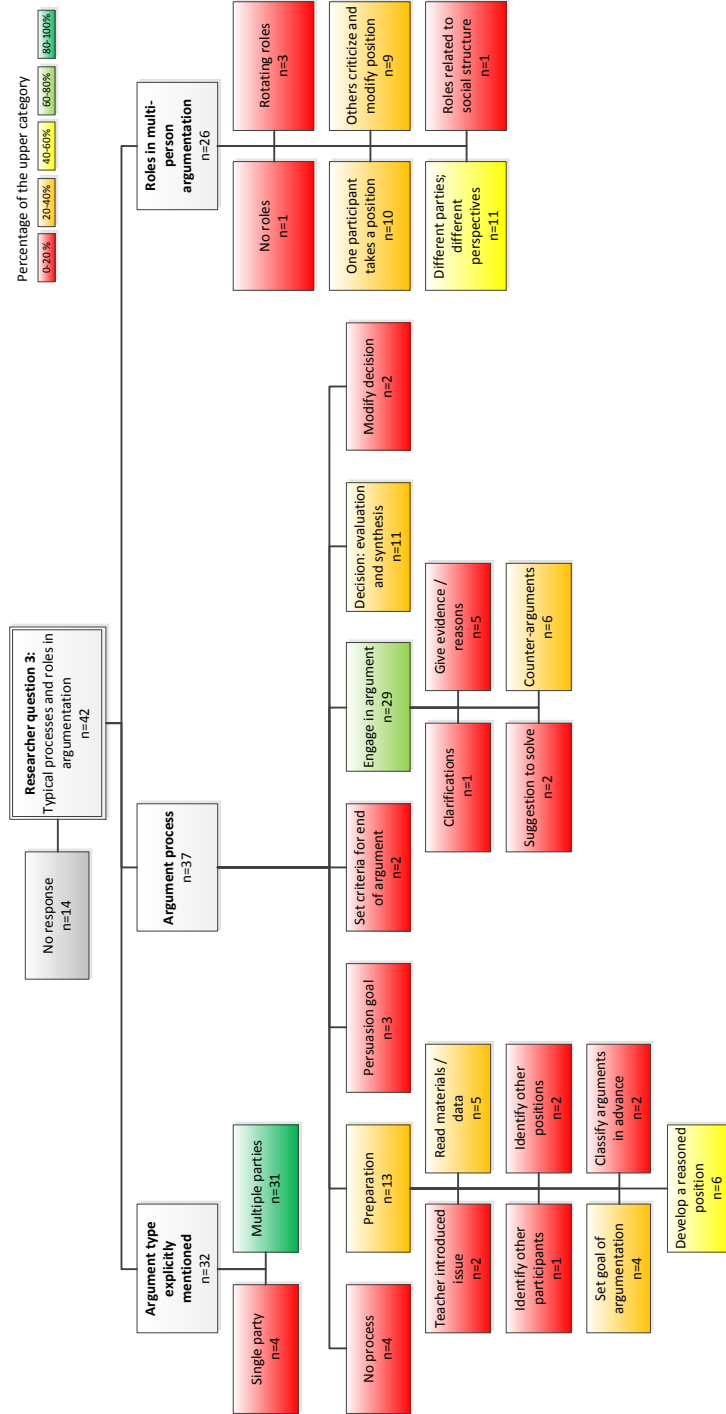 Percentage of the upper category
0-20 %
20-40%
40-60%
60-80%
80-100%
Researcher question 3:
Typical processes and roles in
argumentation
n=42
No response
n=14
Argument type
explicitly
mentioned
n=32
Single party
n=4
Multiple parties
n=31
Argument process
n=37
No process
n=4
Preparation
n=13
Teacher introduced
issue
n=2
Read materials /
data
n=5
Identify other
participants
n=1
Identify other
positions
n=2
Set goal of
argumentation
n=4
Classify arguments
in advance
n=2
Develop a reasoned
position
n=6
Persuasion goal
n=3
Set criteria for end
of argument
n=2
Engage in argument
n=29
Clarifications
n=1
Give evidence /
reasons
n=5
Suggestion to solve
n=2
Counter-arguments
n=6
Decision: evaluation
and synthesis
n=11
Modify decision
n=2
Roles in multi-
person
argumentation
n=26
No roles
n=1
Rotating roles
n=3
One participant
takes a position
n=10
Others criticize and
modify position
n=9
Different parties;
different
perspectives
n=11
Roles related to
social structure
n=1